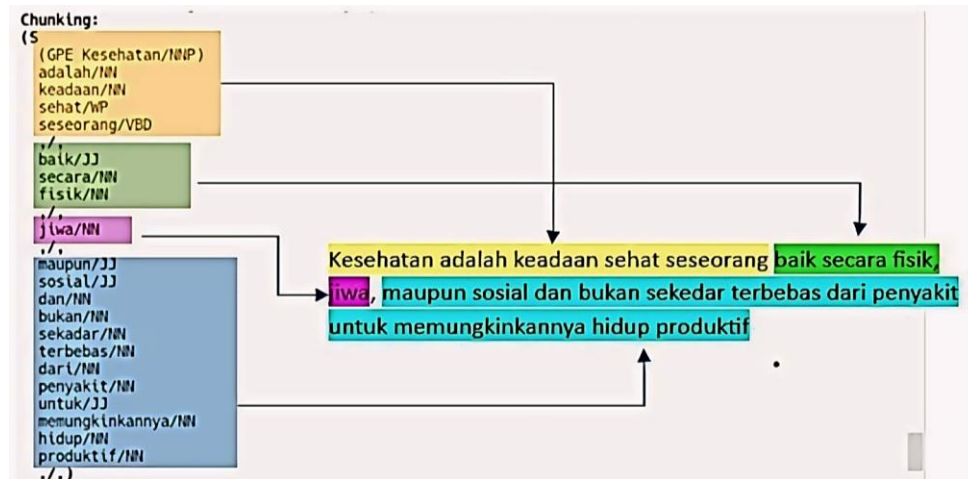 Chunking:
(S
(GPE Kesehatan/NNP)
adalah/NN
keadaan/NN
sehat/WP
seseorang/VBD
,/,
baik/JJ
secara/NN
fisik/NN
,/,
jiwa/NN
,/,
maupun/JJ
sosial/JJ
dan/NN
bukan/NN
sekadar/NN
terbebas/NN
dari/NN
penyakit/NN
untuk/JJ
memungkinkannya/NN
hidup/NN
produktif/NN
./.)
Kesehatan adalah keadaan sehat seseorang baik secara fisik,
jiwa, maupun sosial dan bukan sekedar terbebas dari penyakit
untuk memungkinkannya hidup produktif